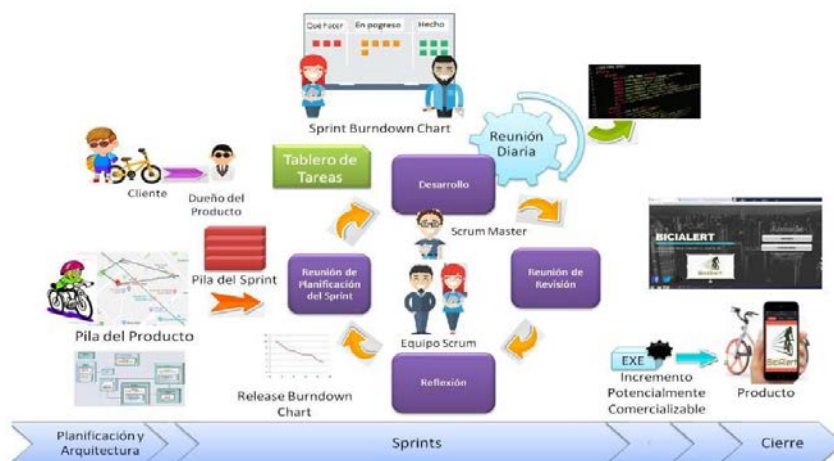 Qué Hacer
En pogreso
Hecho
Sprint Burndown Chart
Reunión
Diaria
Tablero de
Tareas
Desarrollo
Cliente
Dueño del
Producto
Scrum Master
BICIALERT
Pila del Sprint
Reunión de
Planificación
del Sprint
Reunión de
Revisión
Pila del Producto
Equipo Scrum
Release Burndown
Chart
Reflexión
EXE
Incremento
Potencialmente
Comercializable
Producto
BiciAlert
Planificación y
Arquitectura
Sprints
Cierre